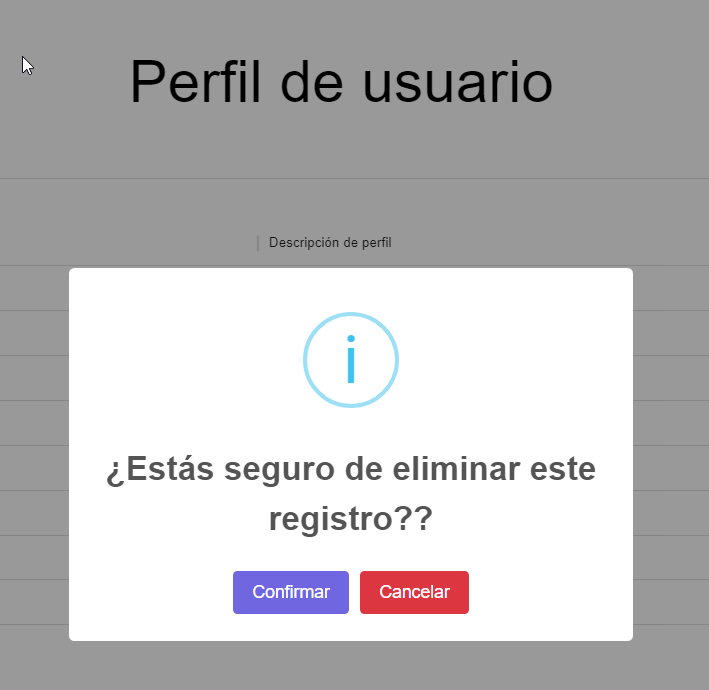 Perfil de usuario
Descripción de perfil
i
¿Estás seguro de eliminar este
registro??
Confirmar Cancelar